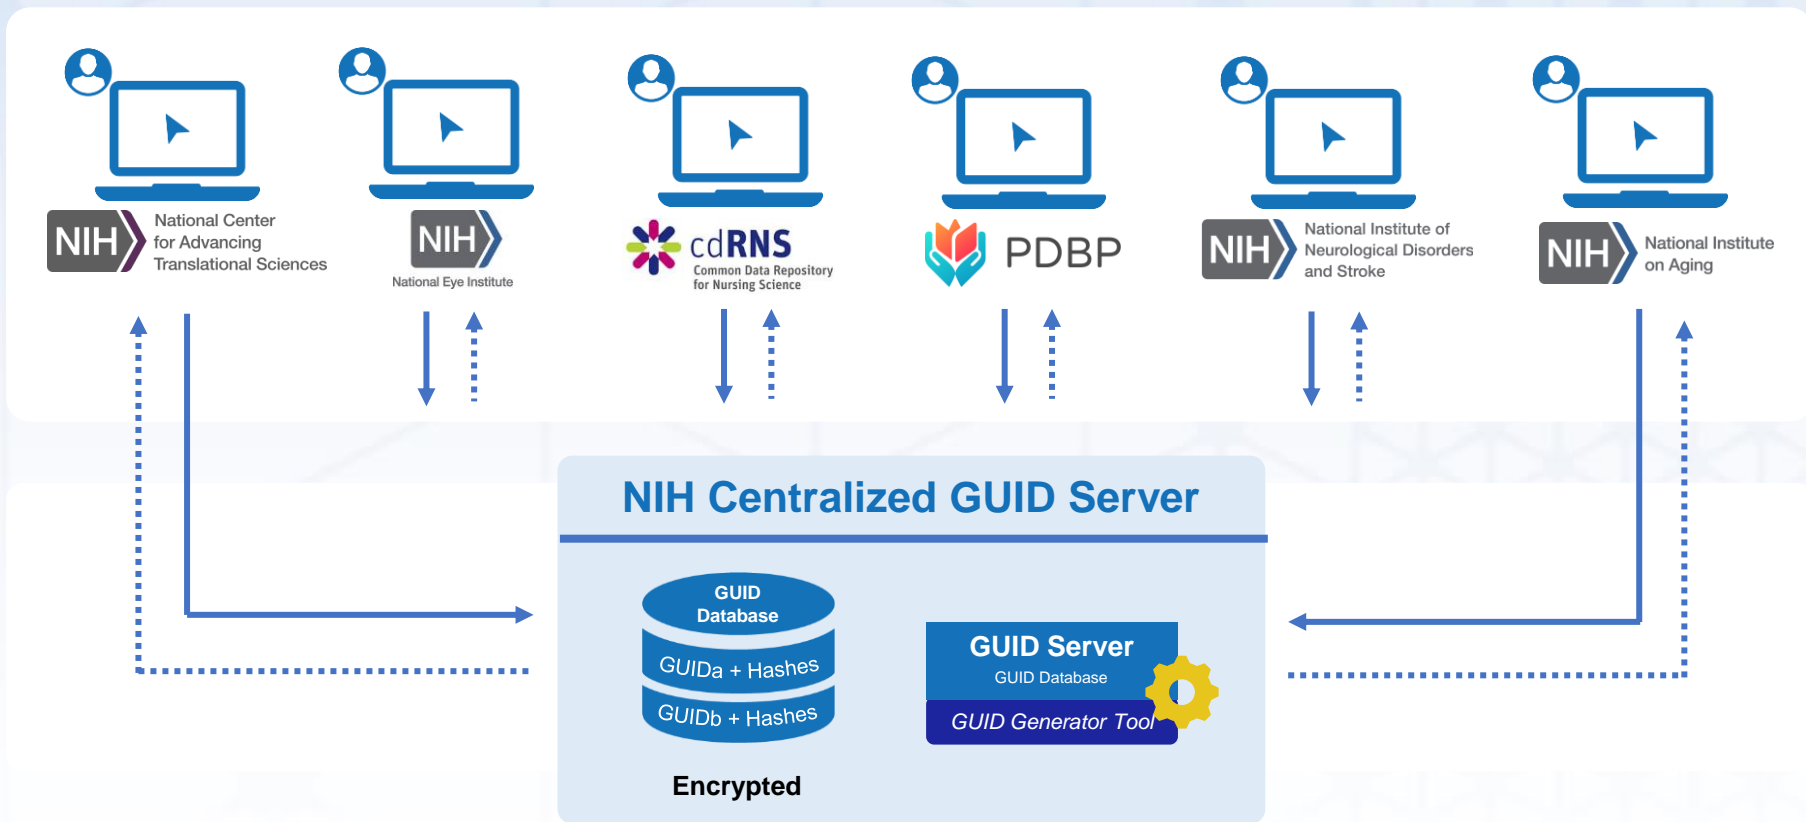 NIH
National Center
for Advancing
Translational Sciences
NIH
National Eye Institute
cdRNS
Common Data Repository
for Nursing Science
PDBP
NIH
National Institute of
Neurological Disorders
and Stroke
NIH
National Institute
on Aging
NIH Centralized GUID Server
GUID
Database
GUIDa + Hashes
GUIDb + Hashes
Encrypted
GUID Server
GUID Database
GUID Generator Tool